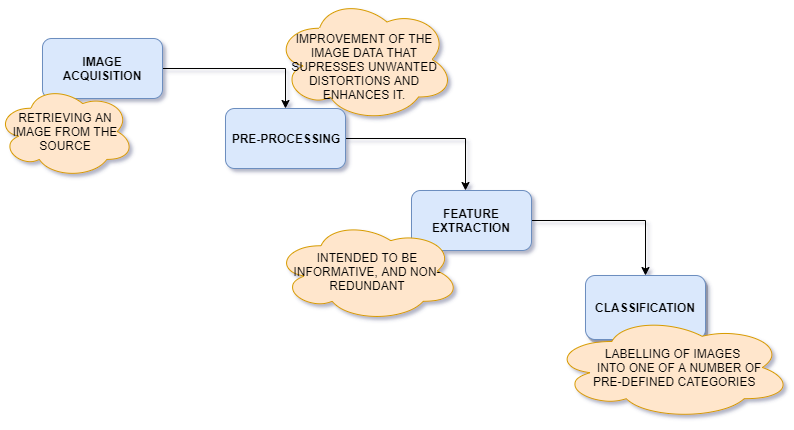 IMAGE
ACQUISITION
RETRIEVING AN
IMAGE FROM THE
SOURCE
IMPROVEMENT OF THE
IMAGE DATA THAT
SUPRESSES UNWANTED
DISTORTIONS AND
ENHANCES IT.
PRE-PROCESSING
FEATURE
EXTRACTION
INTENDED TO BE
INFORMATIVE, AND NON-
REDUNDANT
CLASSIFICATION
LABELLING OF IMAGES
INTO ONE OF A NUMBER OF
PRE-DEFINED CATEGORIES